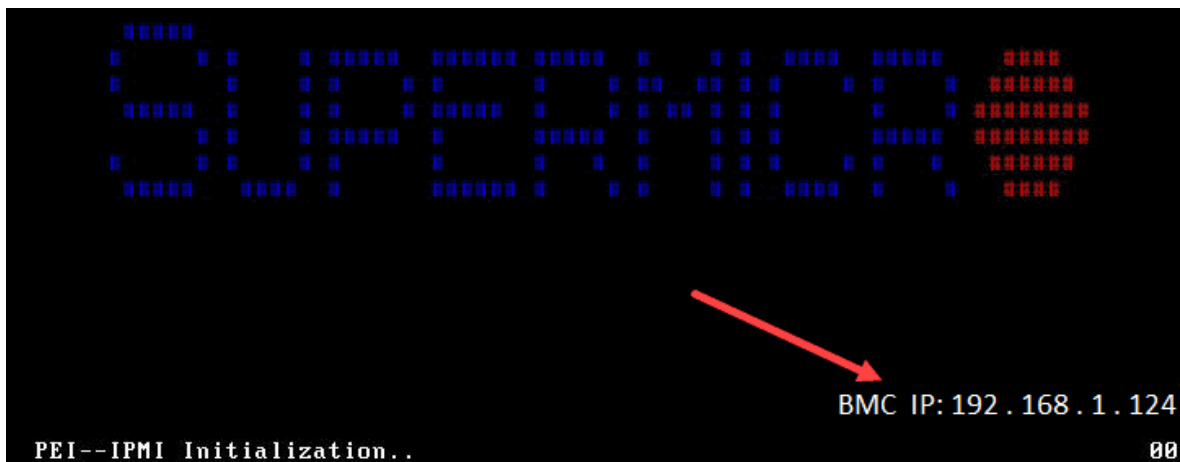 SUPERMICRO
BMC IP: 192.168.1.124
PEI--IPMI Initialization..
00